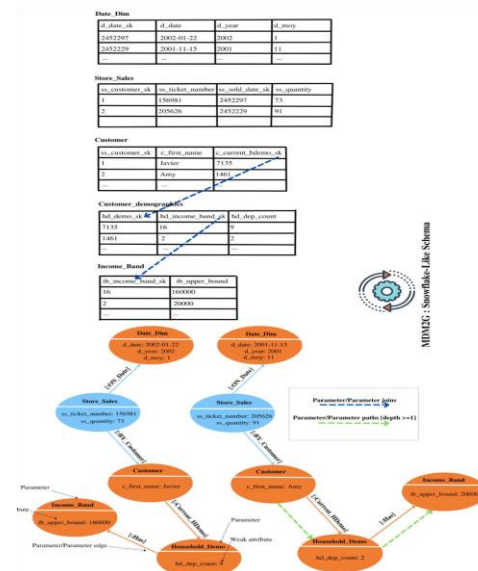 Date_Dim
d_date_sk d_date d_year d_moy
2452297 2002-01-22 2002 1
2452229 2001-11-15 2001 11
... ... ... ...
Store_Sales
ss_customer_sk ss_ticket_number ss_sold_date_sk ss_quantity
1 156981 2452297 73
2 205626 2452229 91
... ... ... ...
Customer
ss_customer_sk c_first_name c_current_hdemo_sk
1 Javier 7135
2 Amy 1461
... ... ...
Customer_demographics
hd_demo_sk hd_income_band_sk hd_dep_count
7135 16 9
1461 2 2
... ... ...
Income_Band
ib_income_band_sk ib_upper_bound
16 160000
2 20000
... ...
MDM2G : Snowflake-Like Schema
Date_Dim
d_date: 2002-01-22
d_year: 2002
d_moy: 1
Date_Dim
d_date: 2001-11-15
d_year: 2001
d_moy: 11
[:ON_Date]
[:ON_Date]
Store_Sales
ss_ticket_number: 156981
ss_quantity: 73
Store_Sales
ss_ticket_number: 205626
ss_quantity: 91
Parameter/Parameter joins
Parameter/Parameter paths [depth >=1]
[:BY_Customer]
[:BY_Customer]
Customer
c_first_name: Javier
Customer
c_first_name: Amy
Income_Band
ib_upper_bound: 20000
Parameter
Income_Band
ib_upper_bound: 160000
bute
[:Current_HDemo]
[:Current_HDemo]
[:Has]
[:Has]
Parameter
Weak attribute
Parameter/Parameter edge
Household_Demo
hd_dep_count: 9
Household_Demo
hd_dep_count: 2